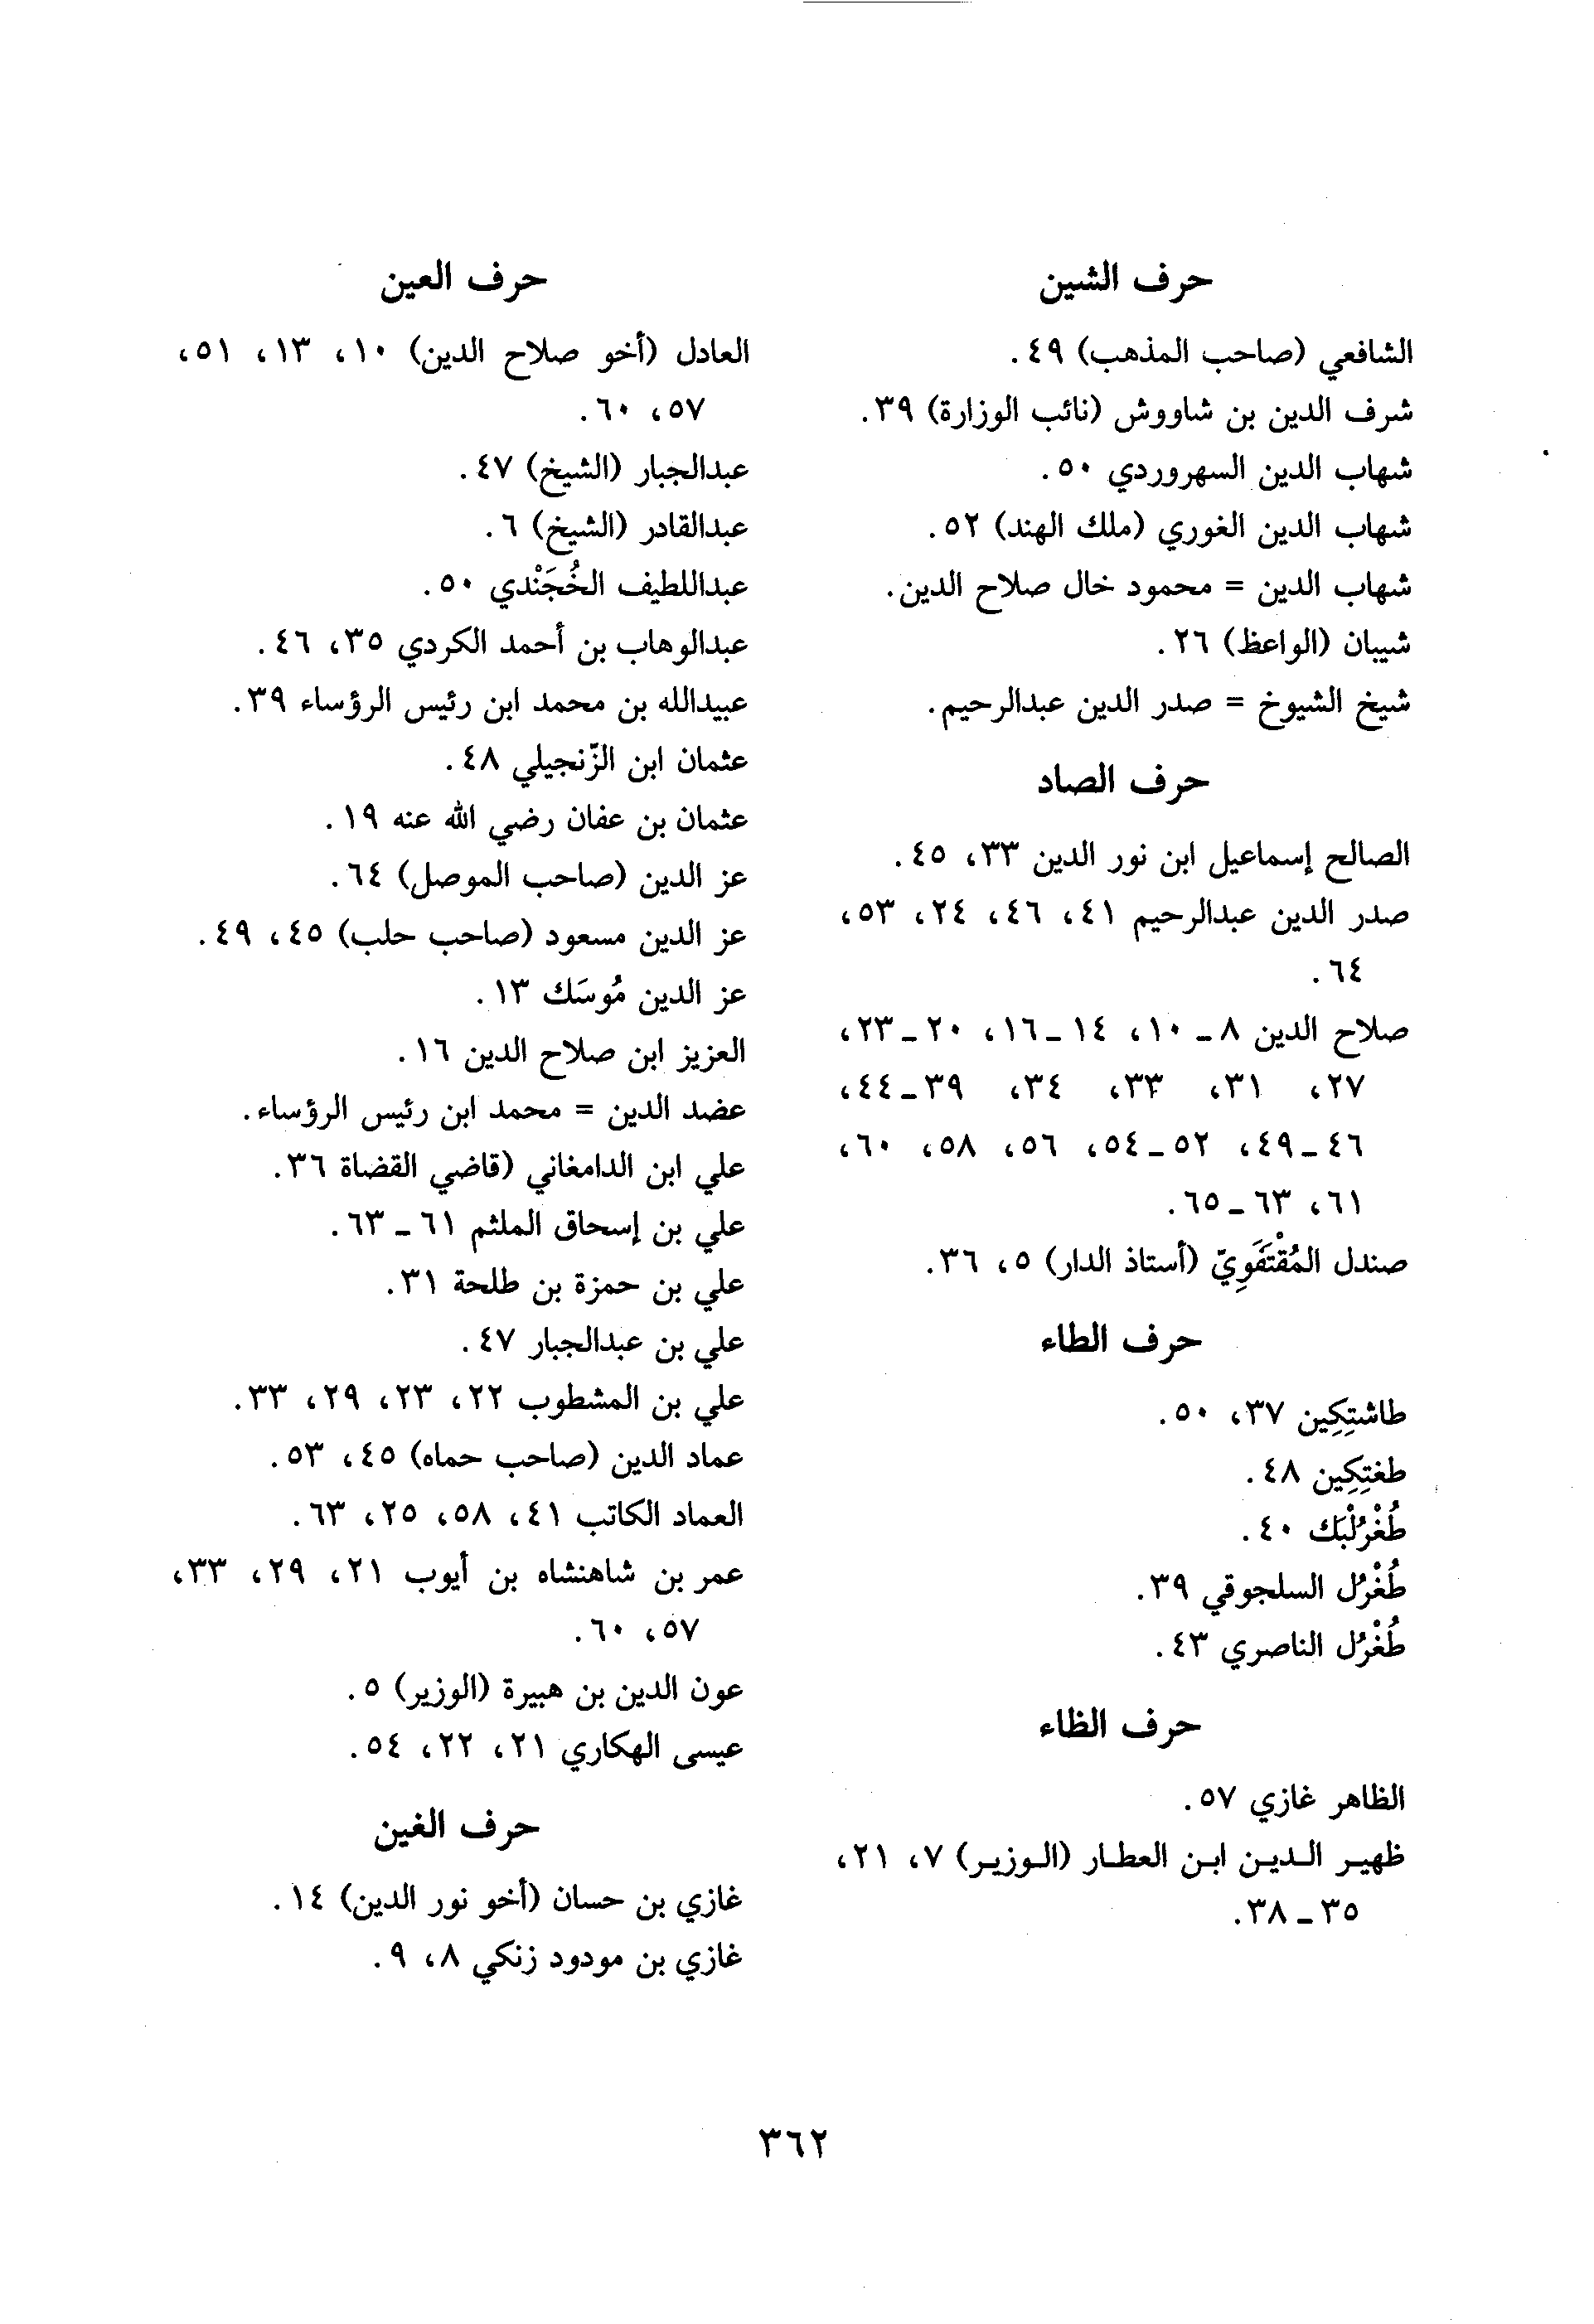 حرف الشين
الشافعي (صاحب المذهب) ٤٩.
شرف الدين بن شاووش (نائب الوزارة) ٣٩.
شهاب الدين السهروردي ٥٠.
شهاب الدين الغوري (ملك الهند) ٥٢.
شهاب الدين = محمود خال صلاح الدين.
شيبان (الواعظ) ٢٦.
شيخ الشيوخ = صدر الدين عبدالرحيم.
حرف الصاد
الصالح إسماعيل ابن نور الدين ٣٣، ٤٥.
صدر الدين عبدالرحيم ٤١، ٤٦، ٢٤، ٥٣،
٦٤.
صلاح الدين ٨ - ١٠، ١٤ - ١٦، ٢٠ - ٢٣،
٢٧، ٣١، ٣٣، ٣٤، ٣٩ - ٤٤،
٤٦ - ٤٩، ٥٢ - ٥٤، ٥٦، ٥٨، ٦٠،
٦١، ٦٣ - ٦٥.
صندل المُقْتَفَوِيّ (أستاذ الدار) ٥، ٣٦.
حرف الطاء
طاشتِكِين ٣٧، ٥٠.
طغتِكِين ٤٨.
طُغْرُلْبَك ٤٠.
طُغْرُل السلجوقي ٣٩.
طُغْرُل الناصري ٤٣.
حرف الظاء
الظاهر غازي ٥٧.
ظهير الدين ابن العطار (الوزير) ٧، ٢١،
٣٥ - ٣٨.
حرف العين
العادل (أخو صلاح الدين) ١٠، ١٣، ٥١،
٥٧، ٦٠.
عبدالجبار (الشيخ) ٤٧.
عبدالقادر (الشيخ) ٦.
عبداللطيف الخُجَنْدي ٥٠.
عبدالوهاب بن أحمد الكردي ٣٥، ٤٦.
عبيدالله بن محمد ابن رئيس الرؤساء ٣٩.
عثمان ابن الزّنجيلي ٤٨.
عثمان بن عفان رضي الله عنه ١٩.
عز الدين (صاحب الموصل) ٦٤.
عز الدين مسعود (صاحب حلب) ٤٥، ٤٩.
عز الدين مُوسَك ١٣.
العزيز ابن صلاح الدين ١٦.
عضد الدين = محمد ابن رئيس الرؤساء.
علي ابن الدامغاني (قاضي القضاة ٣٦.
علي بن إسحاق الملثم ٦١ - ٦٣.
علي بن حمزة بن طلحة ٣١.
علي بن عبدالجبار ٤٧.
علي بن المشطوب ٢٢، ٢٣، ٢٩، ٣٣.
عماد الدين (صاحب حماه) ٤٥، ٥٣.
العماد الكاتب ٤١، ٥٨، ٢٥، ٦٣.
عمر بن شاهنشاه بن أيوب ٢١، ٢٩، ٣٣،
٥٧، ٦٠.
عون الدين بن هبيرة (الوزير) ٥.
عيسى الهكاري ٢١، ٢٢، ٥٤.
حرف الغين
غازي بن حسان (أخو نور الدين) ١٤.
غازي بن مودود زنكي ٨، ٩.
٣٦٢